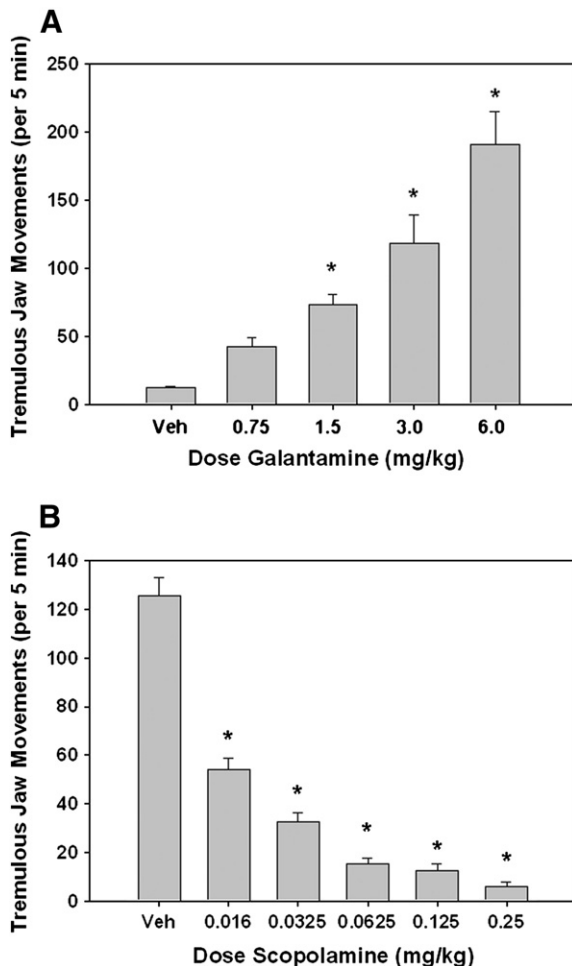 A
Tremulous Jaw Movements (per 5 min)
250
200
150
100
50
0
*
*
*
Veh 0.75 1.5 3.0 6.0
Dose Galantamine (mg/kg)
B
Tremulous Jaw Movements (per 5 min)
140
120
100
80
60
40
20
0
*
*
*
*
*
Veh 0.016 0.0325 0.0625 0.125 0.25
Dose Scopolamine (mg/kg)